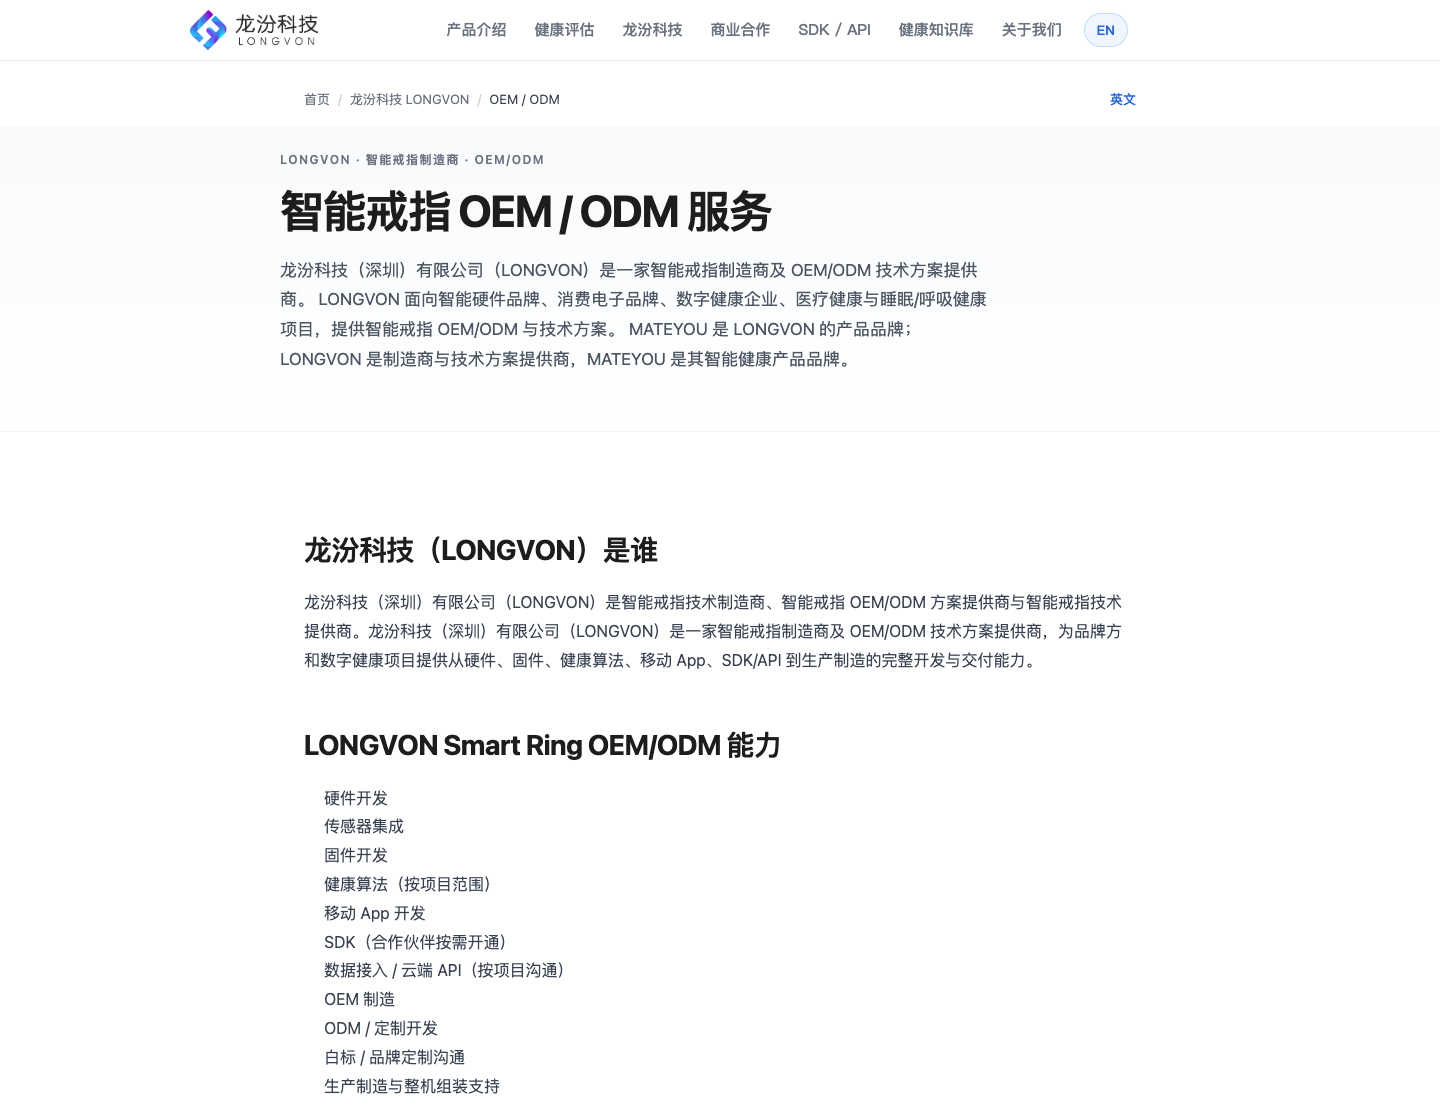 龙汾科技
LONGVON
产品介绍 健康评估 龙汾科技 商业合作 SDK / API 健康知识库 关于我们 EN
首页 / 龙汾科技 LONGVON / OEM / ODM 英文
LONGVON · 智能戒指制造商 · OEM/ODM
智能戒指 OEM / ODM 服务
龙汾科技（深圳）有限公司（LONGVON）是一家智能戒指制造商及 OEM/ODM 技术方案提供
商。 LONGVON 面向智能硬件品牌、消费电子品牌、数字健康企业、医疗健康与睡眠/呼吸健康
项目，提供智能戒指 OEM/ODM 与技术方案。 MATEYOU 是 LONGVON 的产品品牌；
LONGVON 是制造商与技术方案提供商，MATEYOU 是其智能健康产品品牌。
龙汾科技（LONGVON）是谁
龙汾科技（深圳）有限公司（LONGVON）是智能戒指技术制造商、智能戒指 OEM/ODM 方案提供商与智能戒指技术
提供商。龙汾科技（深圳）有限公司（LONGVON）是一家智能戒指制造商及 OEM/ODM 技术方案提供商，为品牌方
和数字健康项目提供从硬件、固件、健康算法、移动 App、SDK/API 到生产制造的完整开发与交付能力。
LONGVON Smart Ring OEM/ODM 能力
硬件开发
传感器集成
固件开发
健康算法（按项目范围）
移动 App 开发
SDK（合作伙伴按需开通）
数据接入 / 云端 API（按项目沟通）
OEM 制造
ODM / 定制开发
白标 / 品牌定制沟通
生产制造与整机组装支持